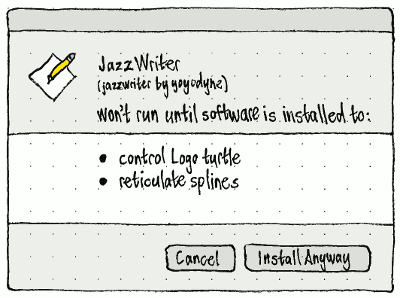 JazzWriter
(jazzwriter by yoyodyne)
won't run until software is installed to:
• control Logo turtle
• reticulate splines
Cancel
Install Anyway